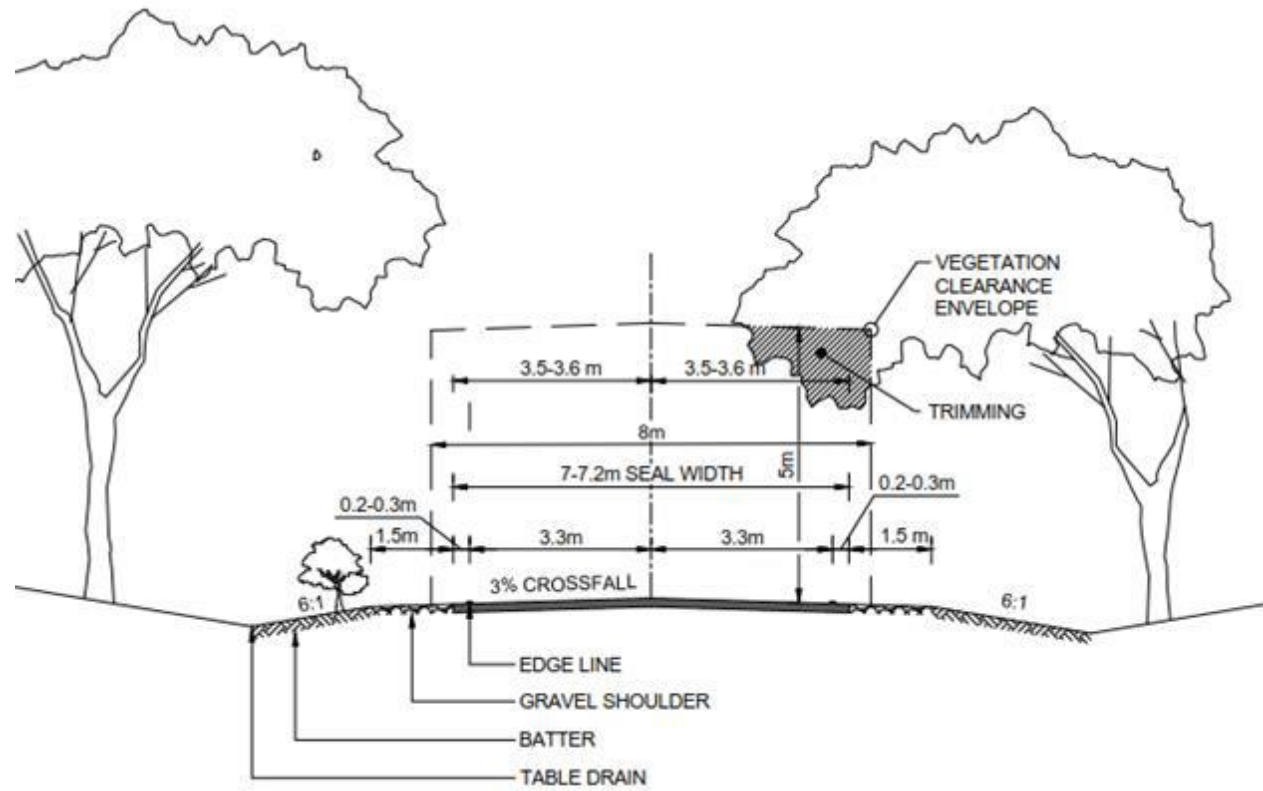 VEGETATION
CLEARANCE
ENVELOPE
3.5-3.6 m
3.5-3.6 m
TRIMMING
8m
5m
7-7.2m SEAL WIDTH
0.2-0.3m
0.2-0.3m
1.5m
3.3m
3.3m
1.5 m
3% CROSSFALL
6:1
6:1
EDGE LINE
GRAVEL SHOULDER
BATTER
TABLE DRAIN